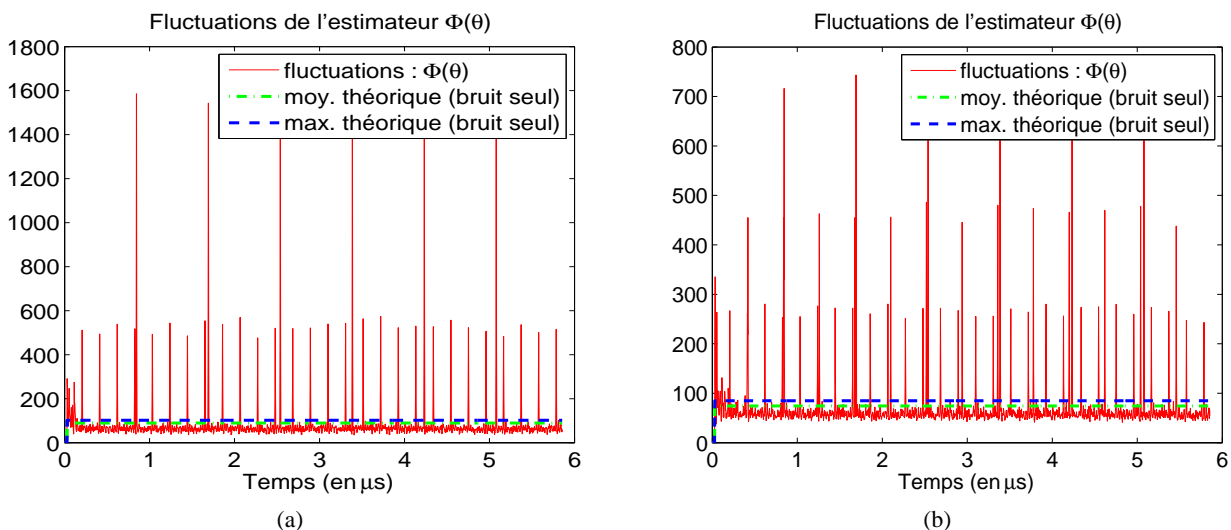 Fluctuations de l'estimateur Φ(θ)
1800
1600
1400
1200
1000
800
600
400
200
0
fluctuations : Φ(θ)
moy. théorique (bruit seul)
max. théorique (bruit seul)
0 1 2 3 4 5 6
Temps (en µs)
(a)
Fluctuations de l'estimateur Φ(θ)
800
700
600
500
400
300
200
100
0
fluctuations : Φ(θ)
moy. théorique (bruit seul)
max. théorique (bruit seul)
0 1 2 3 4 5 6
Temps (en µs)
(b)